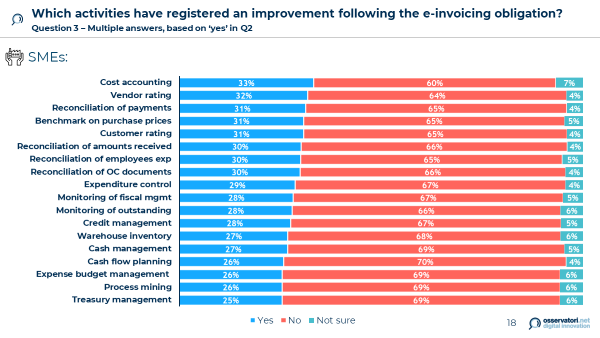 Which activities have registered an improvement following the e-invoicing obligation?
Question 3 – Multiple answers, based on ‘yes’ in Q2
SMEs:
Cost accounting 33% 60% 7%
Vendor rating 32% 64% 4%
Reconciliation of payments 31% 65% 4%
Benchmark on purchase prices 31% 65% 5%
Customer rating 31% 65% 4%
Reconciliation of amounts received 30% 66% 4%
Reconciliation of employees exp 30% 65% 5%
Reconciliation of OC documents 30% 66% 4%
Expenditure control 29% 67% 4%
Monitoring of fiscal mgmt 28% 67% 5%
Monitoring of outstanding 28% 66% 6%
Credit management 28% 67% 5%
Warehouse inventory 27% 68% 6%
Cash management 27% 69% 5%
Cash flow planning 26% 70% 4%
Expense budget management 26% 69% 6%
Process mining 26% 69% 6%
Treasury management 25% 69% 6%
Yes No Not sure
18
osservatori.net
digital innovation